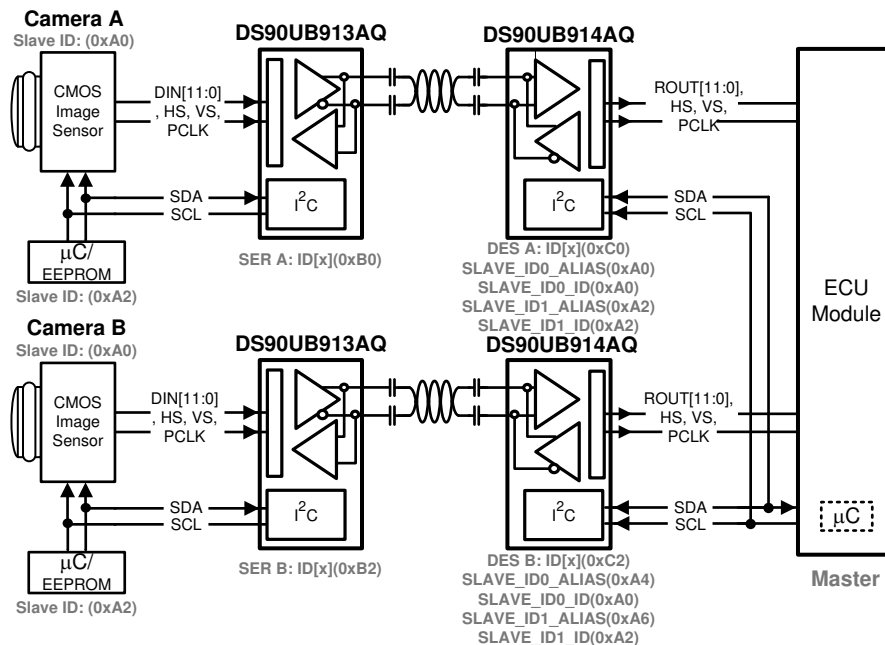 Camera A
Slave ID: (0xA0)
DS90UB913AQ
DS90UB914AQ
CMOS
Image
Sensor
DIN[11:0]
, HS, VS,
PCLK
ROUT[11:0],
HS, VS,
PCLK
SDA
SCL
I2C
I2C
SDA
SCL
µC/
EEPROM
Slave ID: (0xA2)
SER A: ID[x](0xB0)
DES A: ID[x](0xC0)
SLAVE_ID0_ALIAS(0xA0)
SLAVE_ID0_ID(0xA0)
SLAVE_ID1_ALIAS(0xA2)
SLAVE_ID1_ID(0xA2)
ECU
Module
Camera B
Slave ID: (0xA0)
DS90UB913AQ
DS90UB914AQ
CMOS
Image
Sensor
DIN[11:0]
, HS, VS,
PCLK
ROUT[11:0],
HS, VS,
PCLK
SDA
SCL
I2C
I2C
SDA
SCL
µC
µC/
EEPROM
Slave ID: (0xA2)
SER B: ID[x](0xB2)
DES B: ID[x](0xC2)
SLAVE_ID0_ALIAS(0xA4)
SLAVE_ID0_ID(0xA0)
SLAVE_ID1_ALIAS(0xA6)
SLAVE_ID1_ID(0xA2)
Master